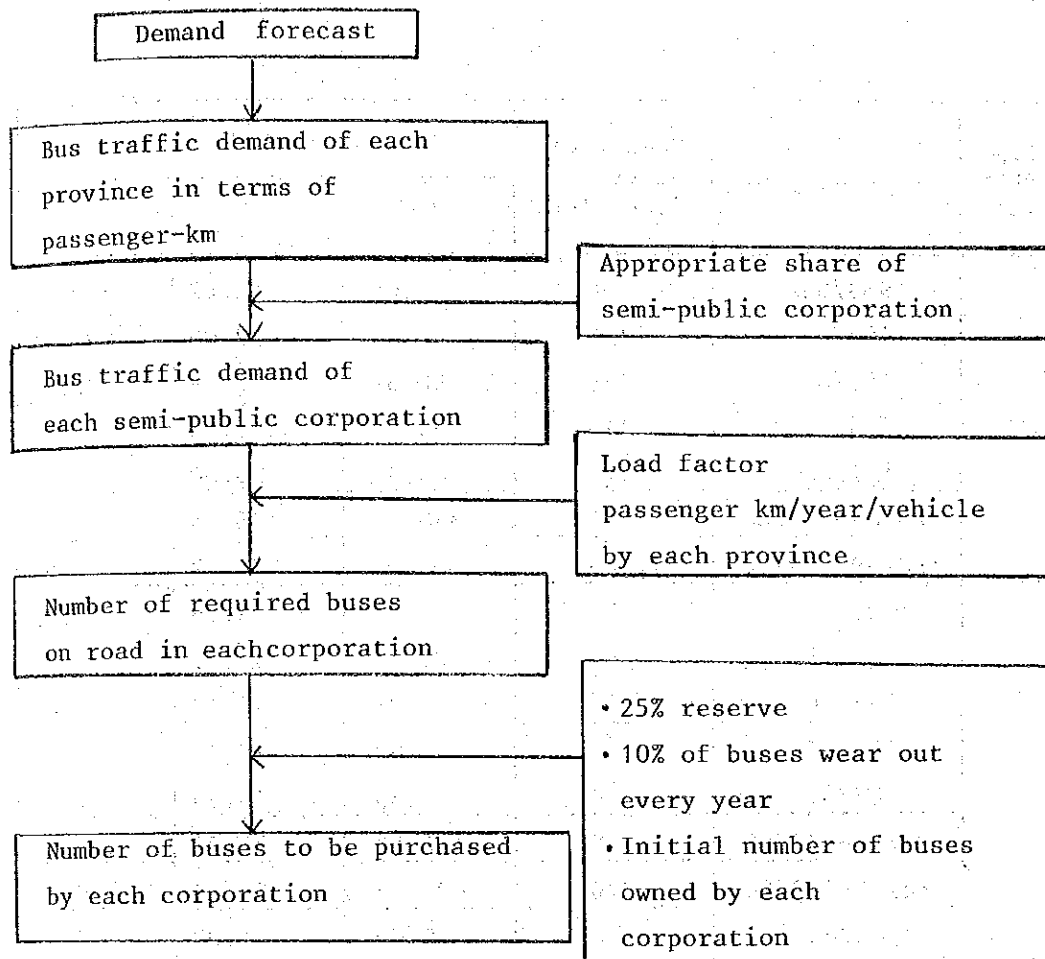 Demand forecast
Bus traffic demand of each
province in terms of
passenger-km
Appropriate share of
semi-public corporation
Bus traffic demand of
each semi-public corporation
Load factor
passenger km/year/vehicle
by each province
Number of required buses
on road in eachcorporation
• 25% reserve
• 10% of buses wear out
every year
• Initial number of buses
owned by each
corporation
Number of buses to be purchased
by each corporation